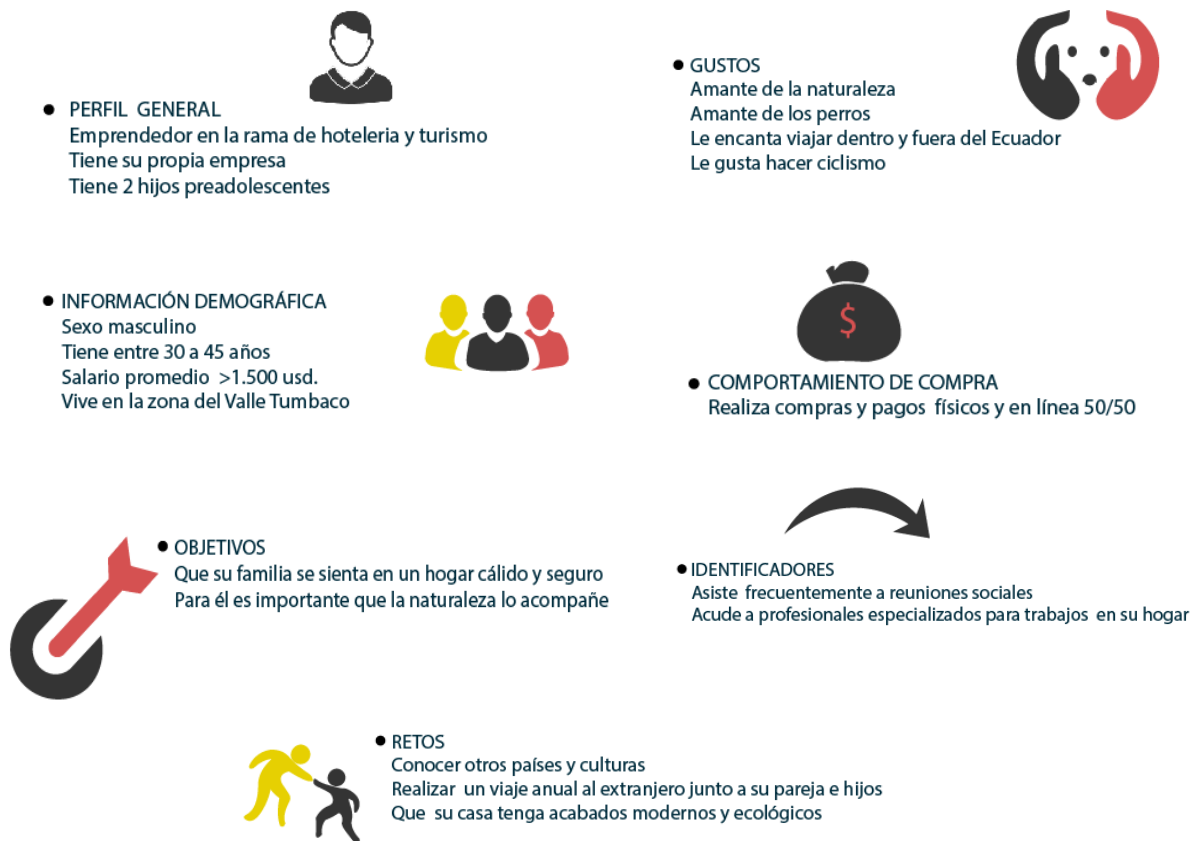 ● PERFIL GENERAL
Emprendedor en la rama de hoteleria y turismo
Tiene su propia empresa
Tiene 2 hijos preadolescentes
● GUSTOS
Amante de la naturaleza
Amante de los perros
Le encanta viajar dentro y fuera del Ecuador
Le gusta hacer ciclismo
● INFORMACIÓN DEMOGRÁFICA
Sexo masculino
Tiene entre 30 a 45 años
Salario promedio >1.500 usd.
Vive en la zona del Valle Tumbaco
$
● COMPORTAMIENTO DE COMPRA
Realiza compras y pagos físicos y en línea 50/50
● OBJETIVOS
Que su familia se sienta en un hogar cálido y seguro
Para él es importante que la naturaleza lo acompañe
● IDENTIFICADORES
Asiste frecuentemente a reuniones sociales
Acude a profesionales especializados para trabajos en su hogar
● RETOS
Conocer otros países y culturas
Realizar un viaje anual al extranjero junto a su pareja e hijos
Que su casa tenga acabados modernos y ecológicos